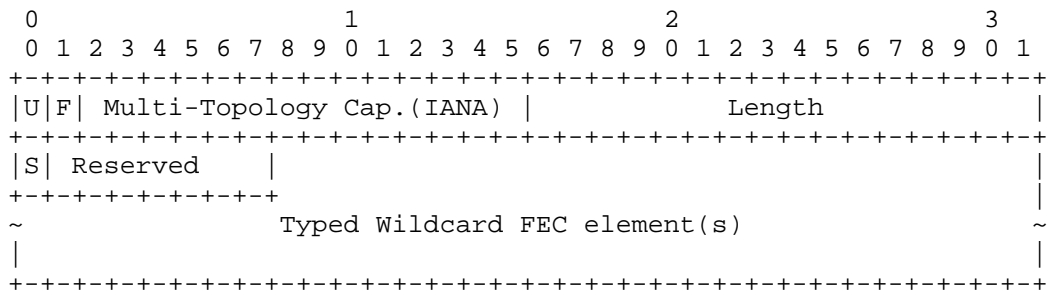 0                   1                   2                   3
 0 1 2 3 4 5 6 7 8 9 0 1 2 3 4 5 6 7 8 9 0 1 2 3 4 5 6 7 8 9 0 1
+-+-+-+-+-+-+-+-+-+-+-+-+-+-+-+-+-+-+-+-+-+-+-+-+-+-+-+-+-+-+-+-+
|U|F| Multi-Topology Cap.(IANA) |            Length             |
+-+-+-+-+-+-+-+-+-+-+-+-+-+-+-+-+-+-+-+-+-+-+-+-+-+-+-+-+-+-+-+-+
|S| Reserved    |                                               |
+-+-+-+-+-+-+-+-+                                               |
~                Typed Wildcard FEC element(s)                  ~
|                                                               |
+-+-+-+-+-+-+-+-+-+-+-+-+-+-+-+-+-+-+-+-+-+-+-+-+-+-+-+-+-+-+-+-+